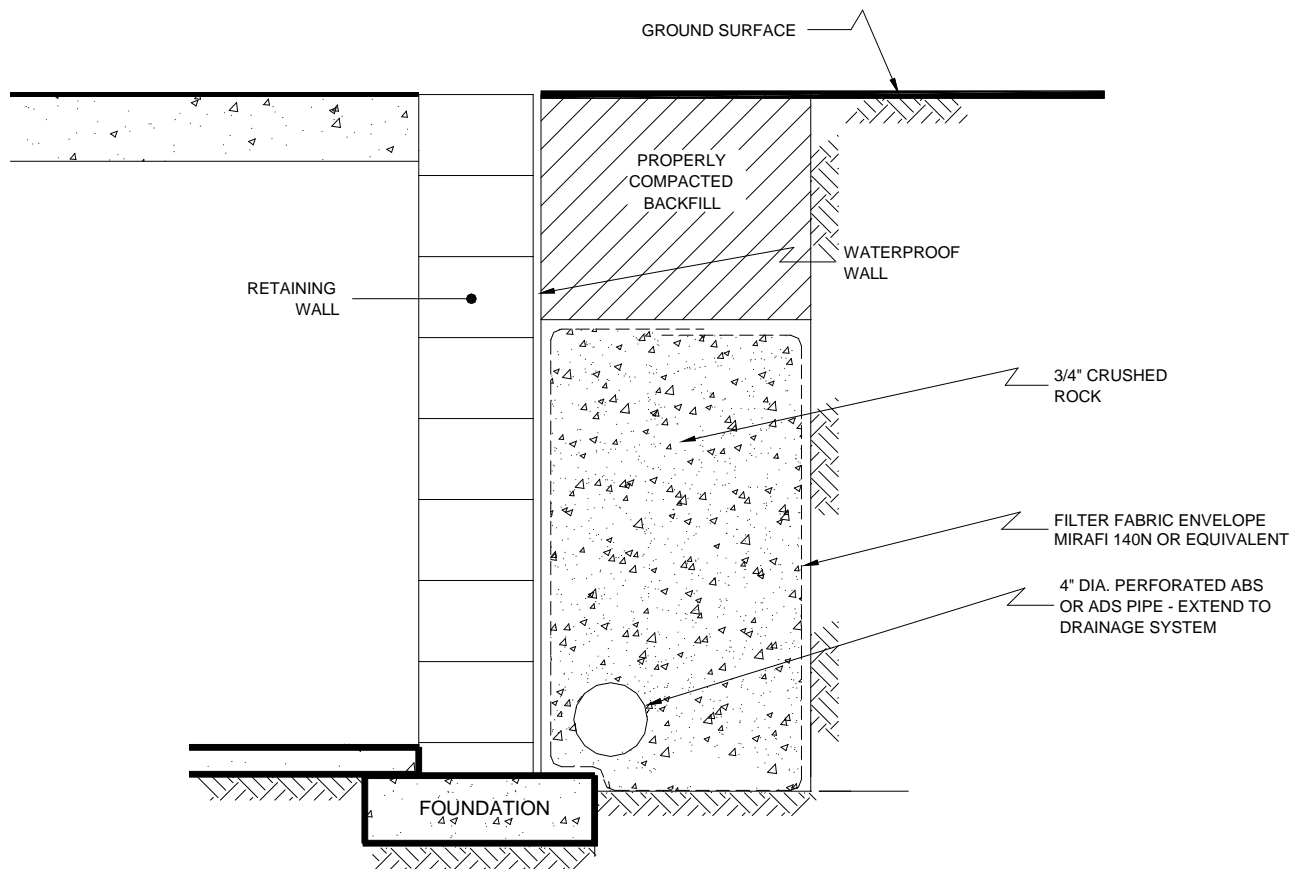 GROUND SURFACE
PROPERLY
COMPACTED
BACKFILL
WATERPROOF
WALL
RETAINING
WALL
3/4" CRUSHED
ROCK
FILTER FABRIC ENVELOPE
MIRAFI 140N OR EQUIVALENT
4" DIA. PERFORATED ABS
OR ADS PIPE - EXTEND TO
DRAINAGE SYSTEM
FOUNDATION